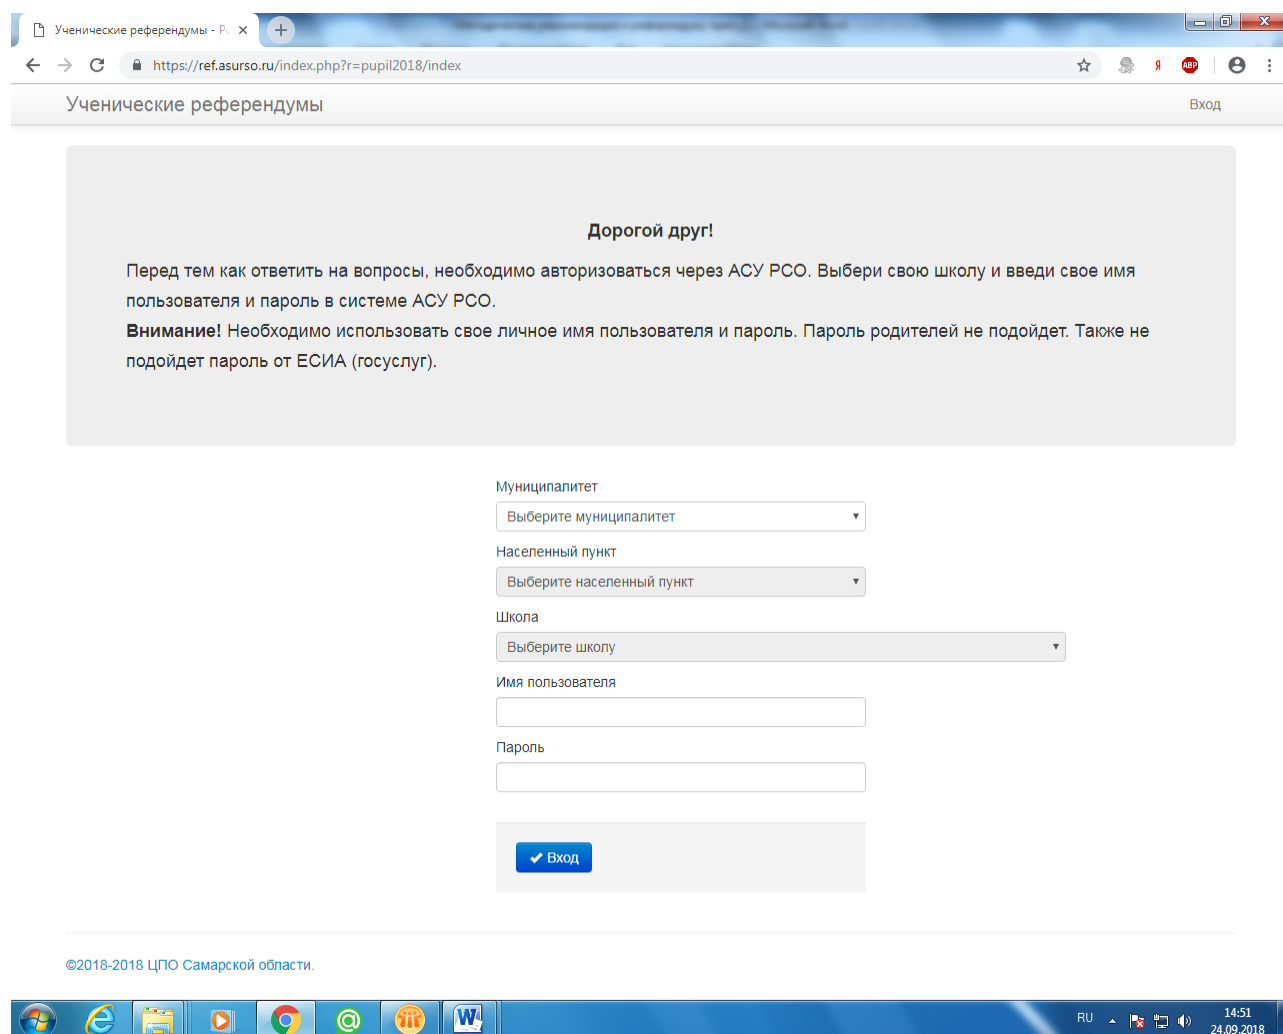 Ученические референдумы - Pu
https://ref.asurso.ru/index.php?r=pupil2018/index
Я
ABP
Ученические референдумы
Вход
Дорогой друг!
Перед тем как ответить на вопросы, необходимо авторизоваться через АСУ РСО. Выбери свою школу и введи свое имя
пользователя и пароль в системе АСУ РСО.
Внимание! Необходимо использовать свое личное имя пользователя и пароль. Пароль родителей не подойдет. Также не
подойдет пароль от ЕСИА (госуслуг).
Муниципалитет
Выберите муниципалитет
Населенный пункт
Выберите населенный пункт
Школа
Выберите школу
Имя пользователя
Пароль
Вход
©2018-2018 ЦПО Самарской области.
RU
14:51
24.09.2018